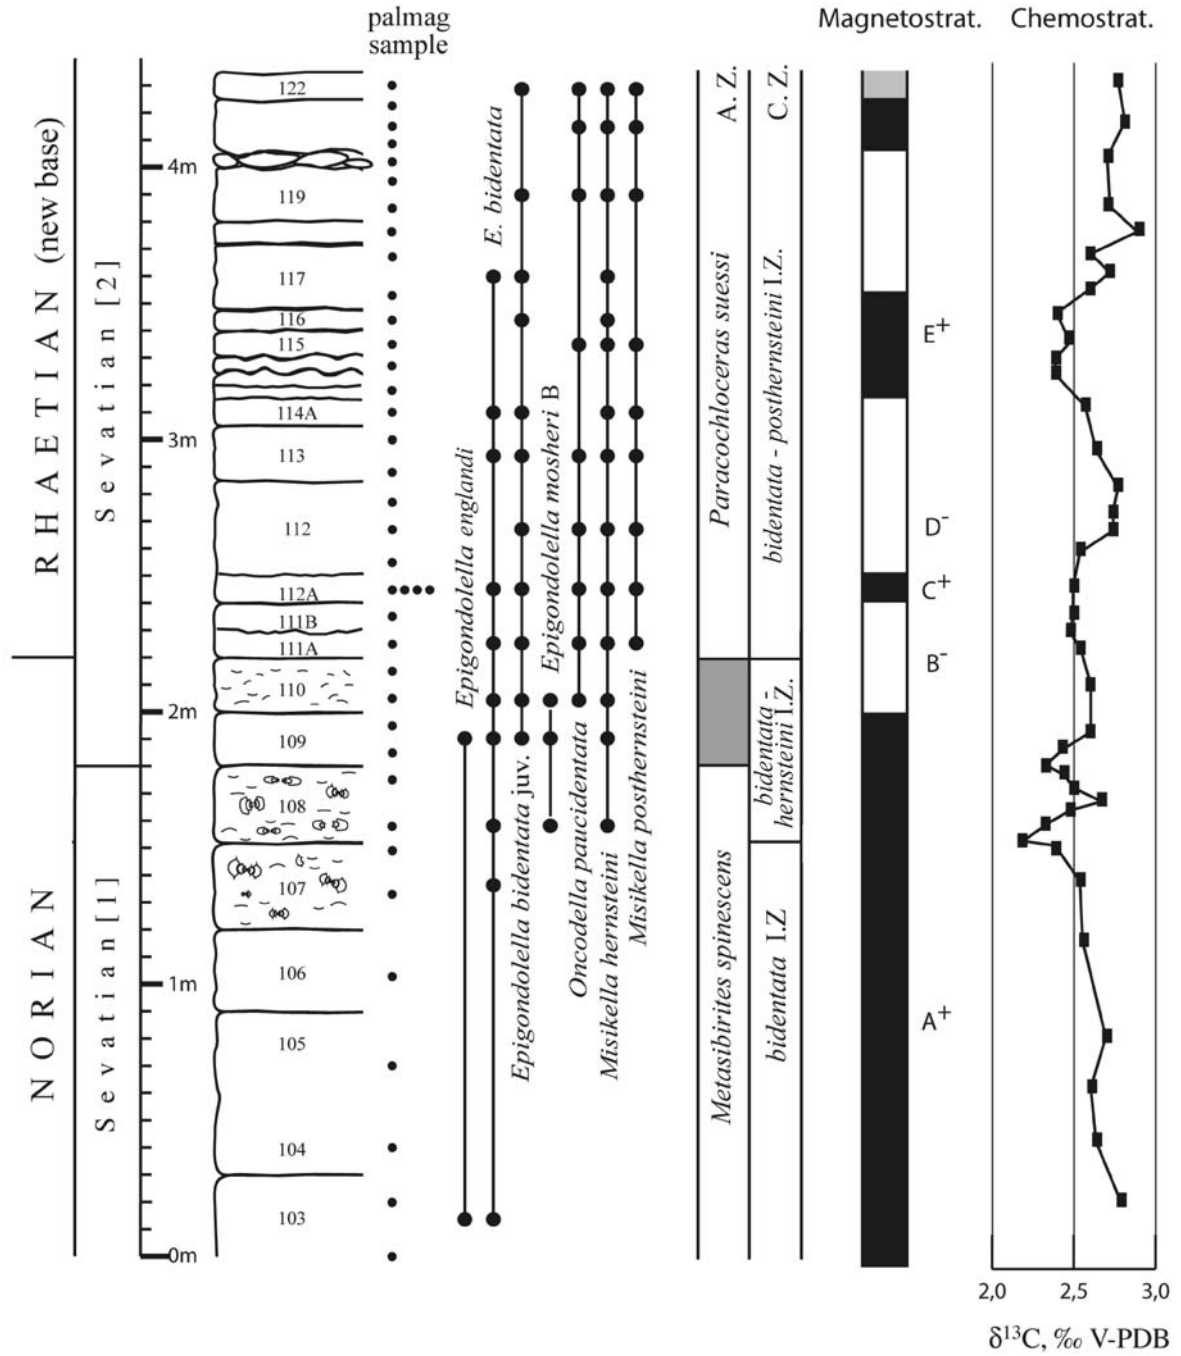 palmag
sample
Magnetostrat.
Chemostrat.
RHAETIAN (new base)
NORIAN
Sevatian [2]
Sevatian [1]
4m
3m
2m
1m
0m
122
119
117
116
115
114A
113
112
112A
111B
111A
110
109
108
107
106
105
104
103
Epigondolella englandi
E. bidentata
Epigondolella bidentata juv.
Epigondolella mosheri B
Oncodella paucidentata
Misikella hernsteini
Misikella posthernsteini
A. Z.
C. Z.
Paracochloceras suessi
bidentata - posthernsteini I.Z.
bidentata -
hernsteini I.Z.
Metasibirites spinescens
bidentata I.Z
E+
D-
C+
B-
A+
2,0
2,5
3,0
δ13C, ‰ V-PDB